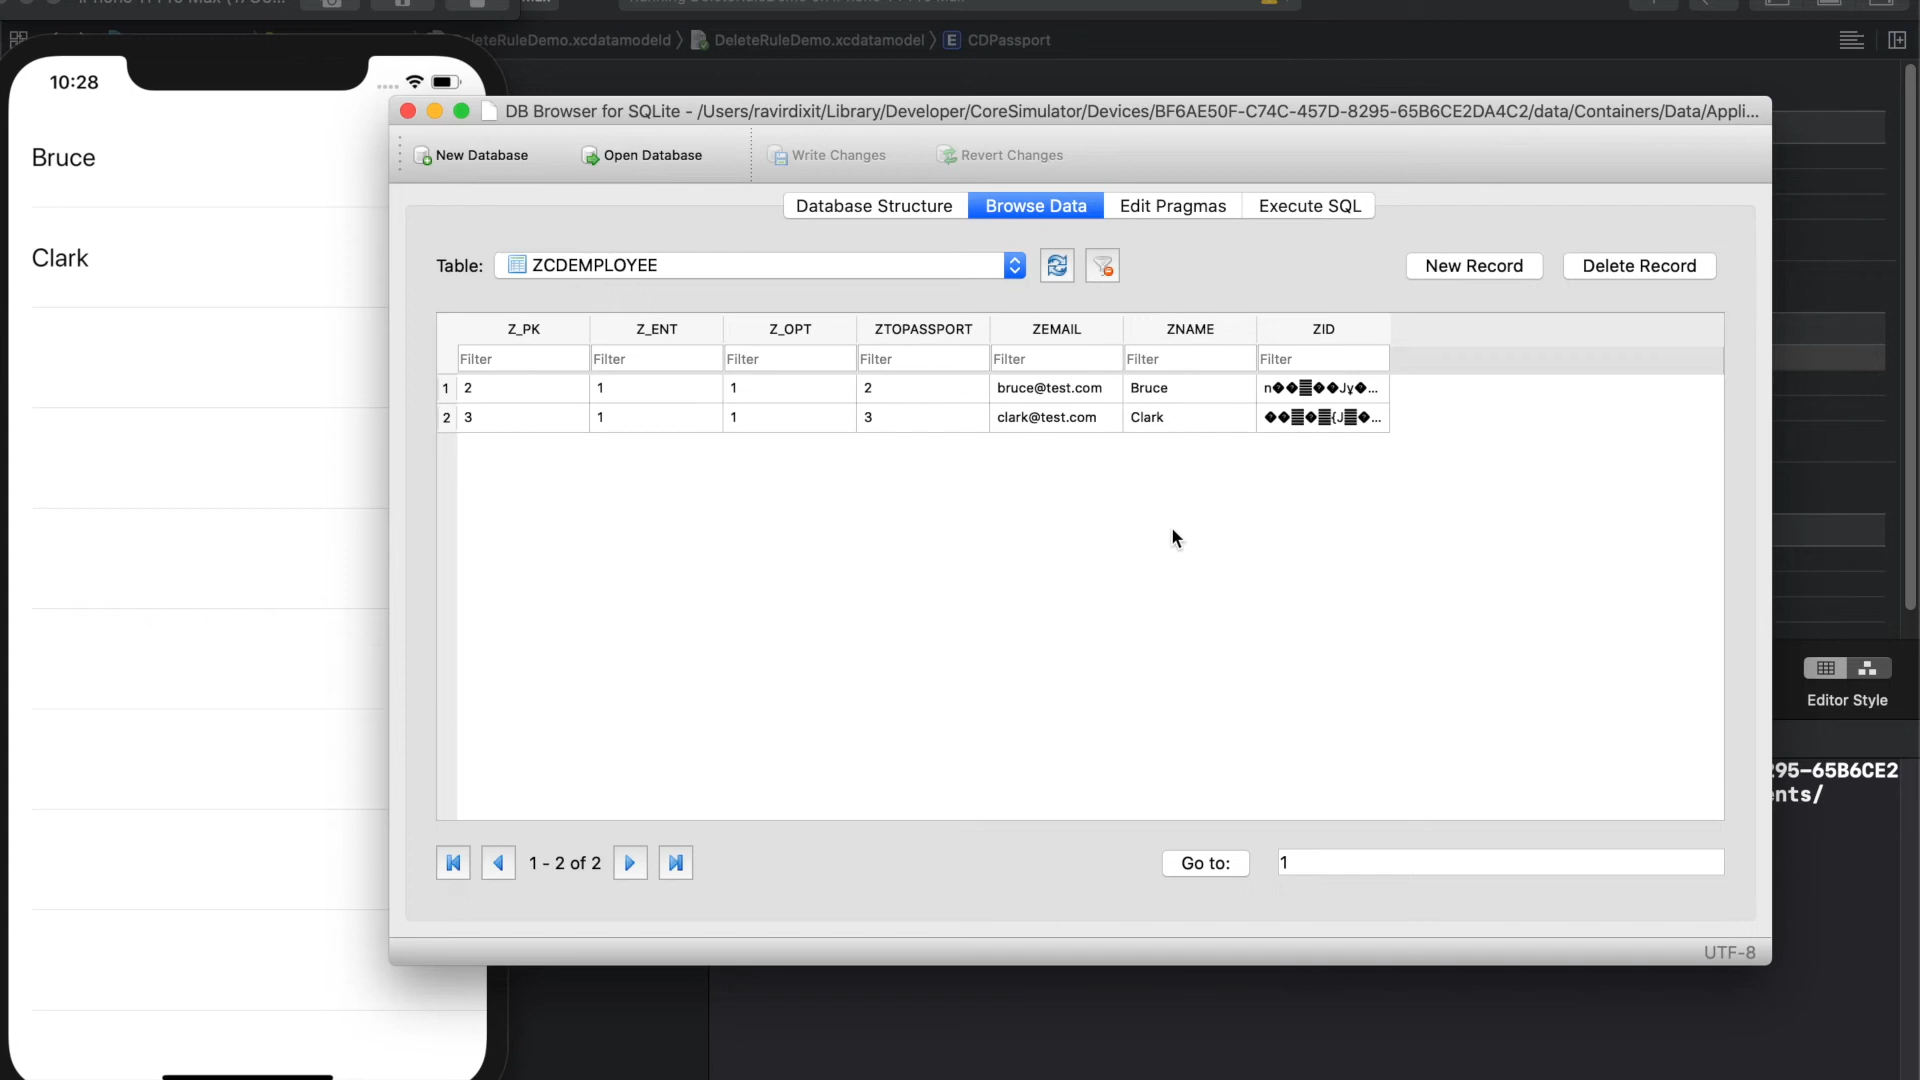 DeleteRuleDemo.xcdatamodeld 〉 DeleteRuleDemo.xcdatamodel 〉 E CDPassport
10:28
Bruce
Clark
DB Browser for SQLite - /Users/ravirdixit/Library/Developer/CoreSimulator/Devices/BF6AE50F-C74C-457D-8295-65B6CE2DA4C2/data/Containers/Data/Appli...
New Database Open Database Write Changes Revert Changes
Database Structure Browse Data Edit Pragmas Execute SQL
Table: ZCDEMPLOYEE New Record Delete Record
Z_PK Z_ENT Z_OPT ZTOPASSPORT ZEMAIL ZNAME ZID
Filter Filter Filter Filter Filter Filter Filter
1 2 1 1 2 bruce@test.com Bruce
2 3 1 1 3 clark@test.com Clark
1 - 2 of 2 Go to: 1
UTF-8
Editor Style
295-65B6CE2
ents/